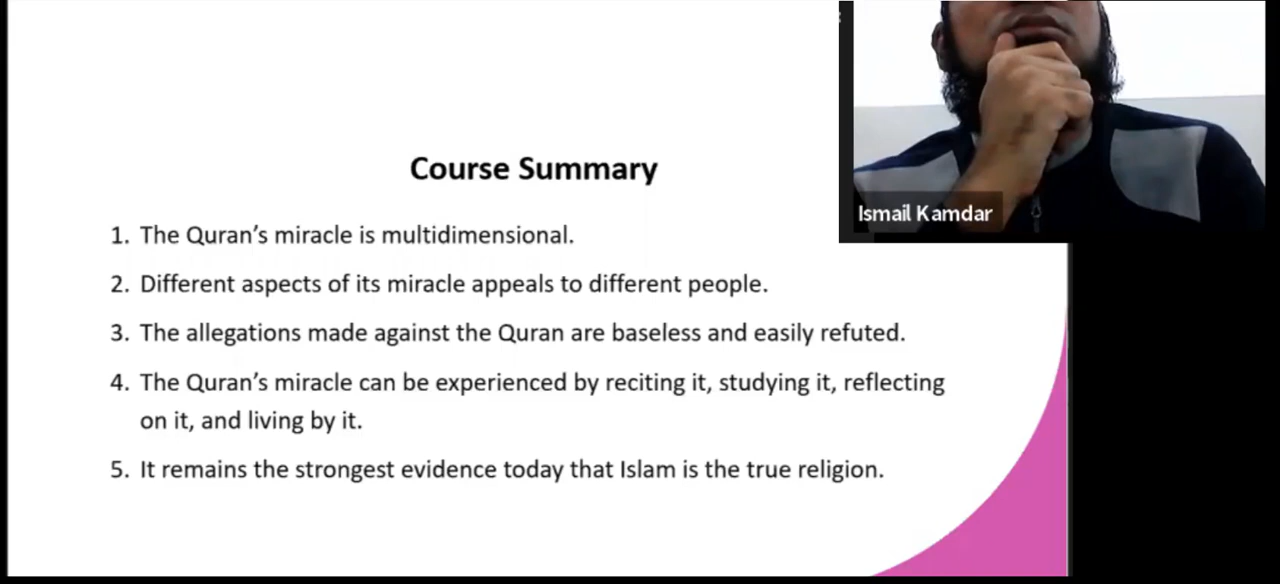 Course Summary
1. The Quran’s miracle is multidimensional.
2. Different aspects of its miracle appeals to different people.
3. The allegations made against the Quran are baseless and easily refuted.
4. The Quran’s miracle can be experienced by reciting it, studying it, reflecting
on it, and living by it.
5. It remains the strongest evidence today that Islam is the true religion.
Ismail Kamdar